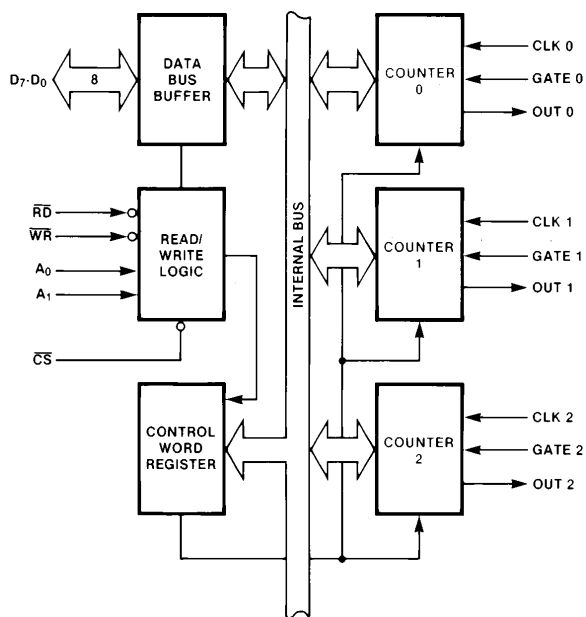 D7-D0
8
DATA
BUS
BUFFER
RD
WR
A0
A1
READ/
WRITE
LOGIC
CS
CONTROL
WORD
REGISTER
INTERNAL BUS
COUNTER
0
CLK 0
GATE 0
OUT 0
COUNTER
1
CLK 1
GATE 1
OUT 1
COUNTER
2
CLK 2
GATE 2
OUT 2